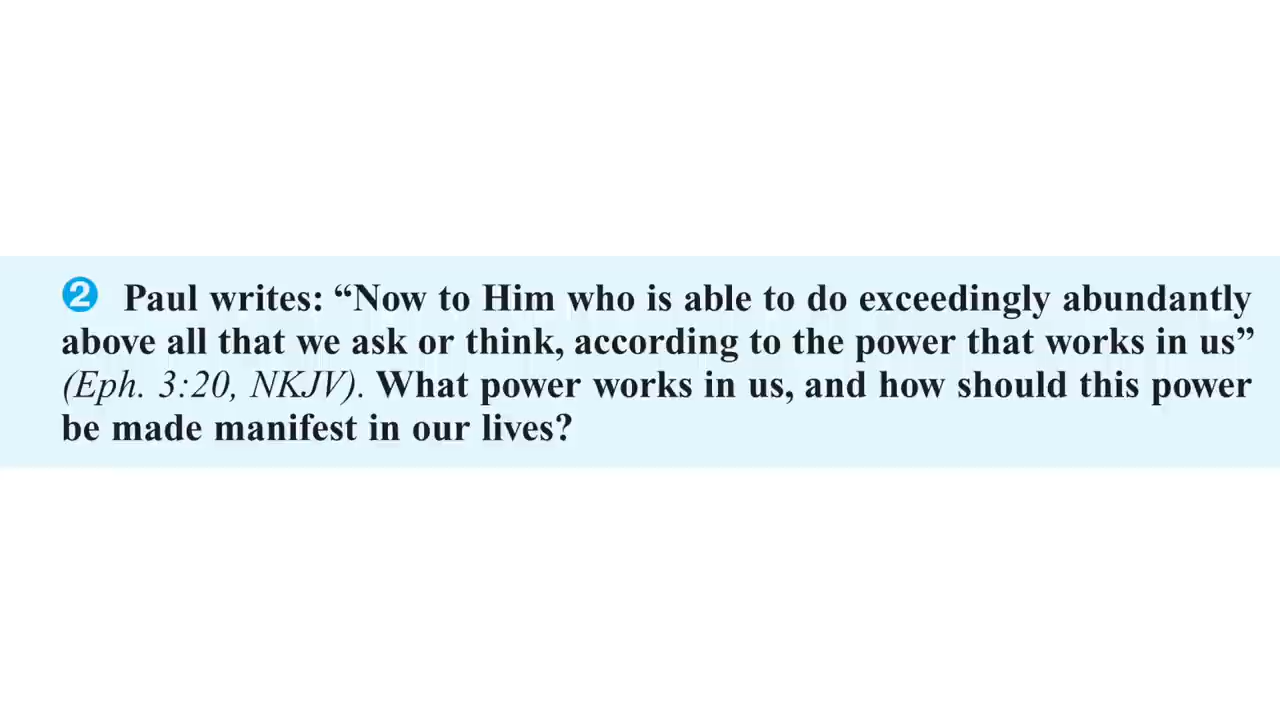 2 Paul writes: “Now to Him who is able to do exceedingly abundantly
above all that we ask or think, according to the power that works in us”
(Eph. 3:20, NKJV). What power works in us, and how should this power
be made manifest in our lives?